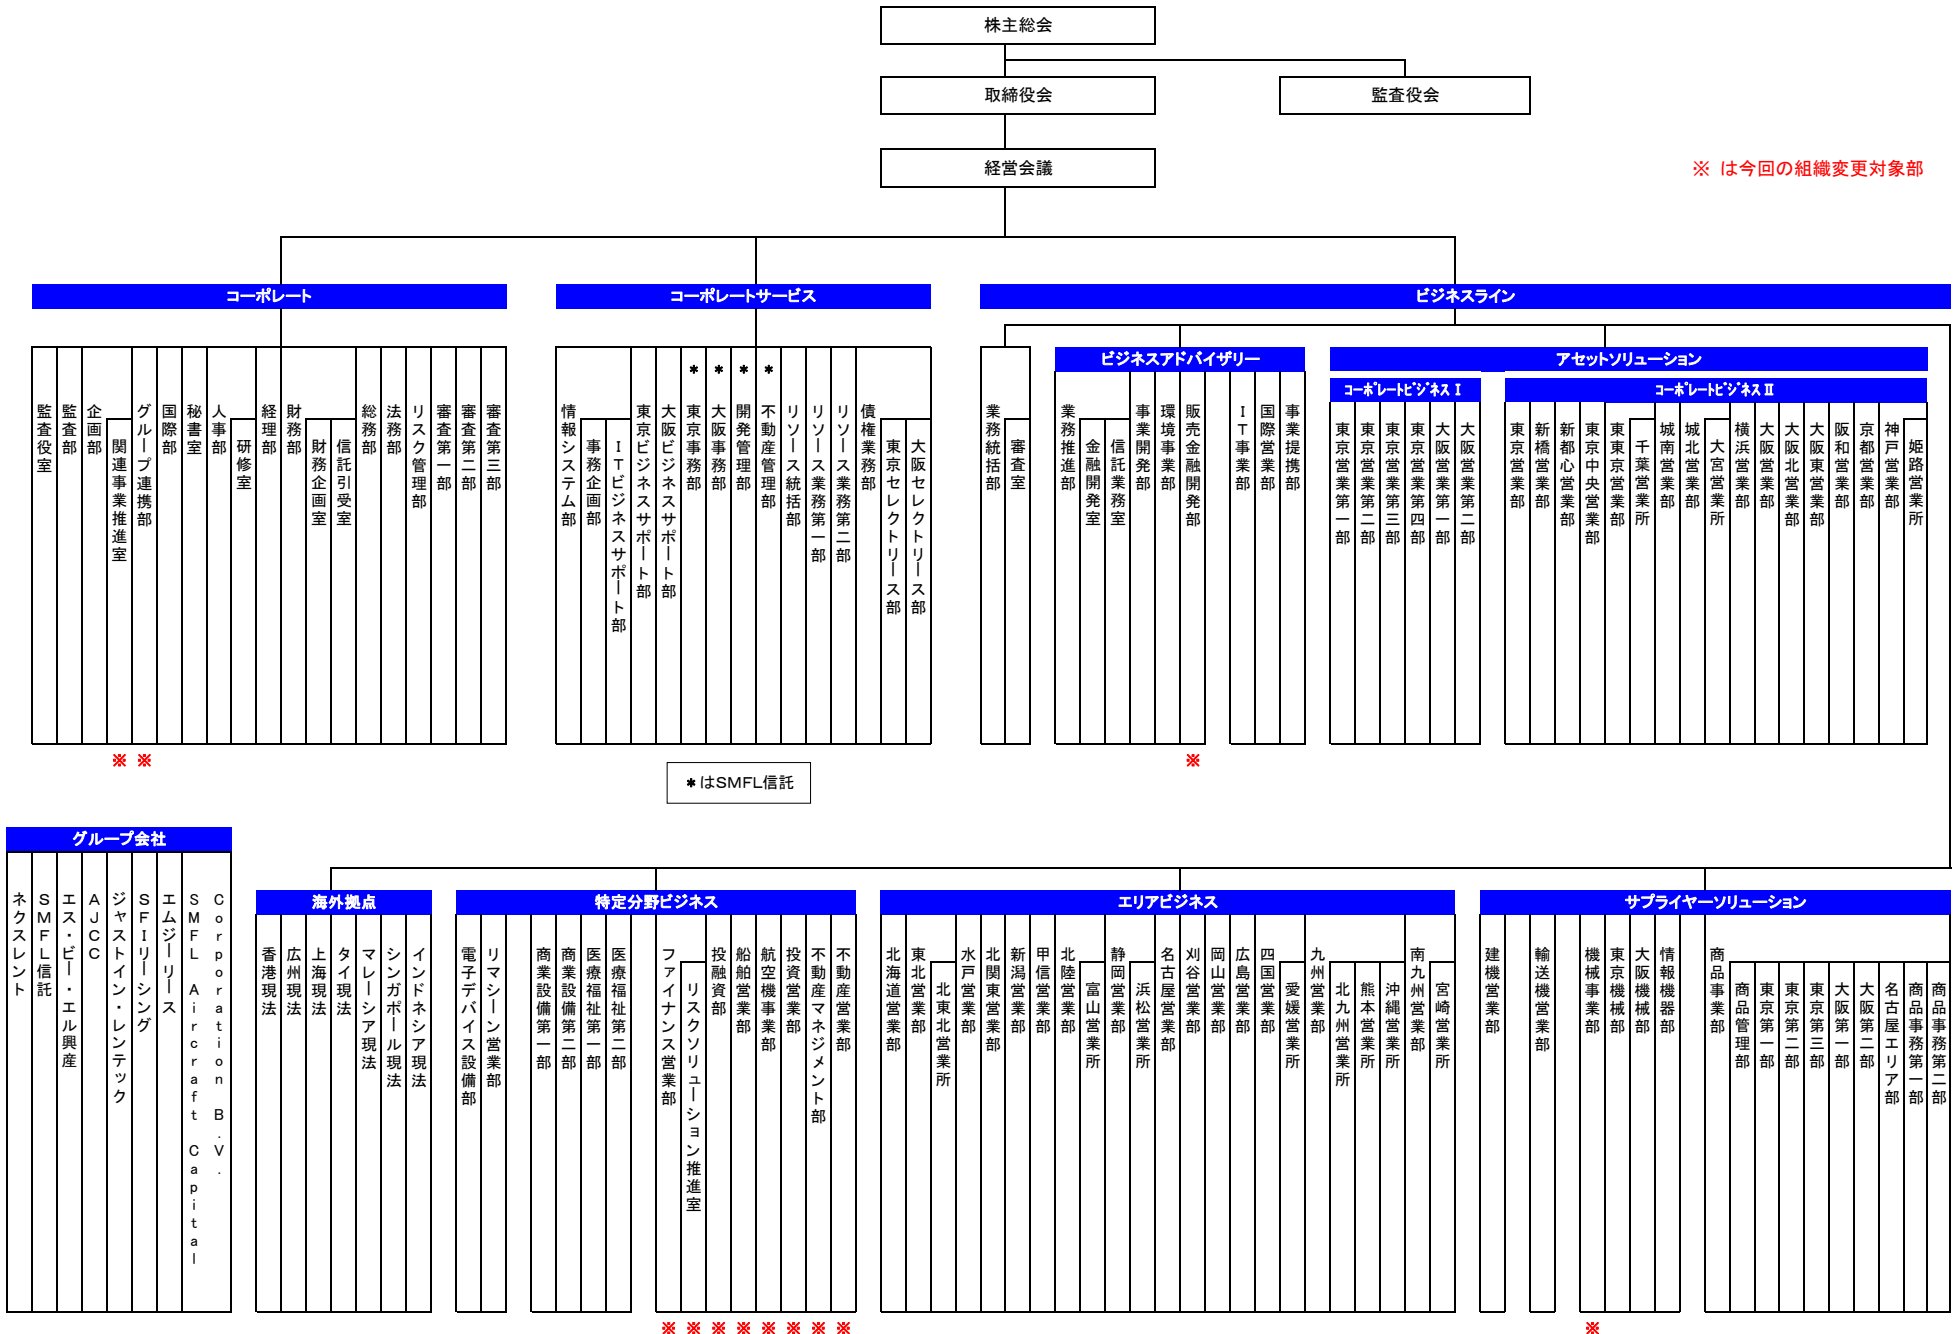 株主総会
取締役会
監査役会
経営会議
※ は今回の組織変更対象部
コーポレート
監査役室
監査部
企画部
関連事業推進室
グループ連携部
国際部
秘書室
人事部
研修室
経理部
財務部
財務企画室
信託引受室
総務部
法務部
リスク管理部
審査第一部
審査第二部
審査第三部
※
※
コーポレートサービス
情報システム部
事務企画部
ITビジネスサポート部
東京ビジネスサポート部
大阪ビジネスサポート部
* 東京事務部
* 大阪事務部
* 開発管理部
* 不動産管理部
リソース統括部
リソース業務第一部
リソース業務第二部
債権業務部
東京セレクトリース部
大阪セレクトリース部
*はSMFL信託
ビジネスライン
業務統括部
審査室
ビジネスアドバイザリー
業務推進部
金融開発室
信託業務室
事業開発部
環境事業部
販売金融開発部
IT事業部
国際営業部
事業提携部
※
アセットソリューション
コーポレートビジネスⅠ
東京営業第一部
東京営業第二部
東京営業第三部
東京営業第四部
大阪営業第一部
大阪営業第二部
コーポレートビジネスⅡ
東京営業部
新橋営業部
新都心営業部
東京中央営業部
東東京営業部
千葉営業所
城南営業部
城北営業部
大宮営業所
横浜営業部
大阪営業部
大阪北営業部
大阪東営業部
阪和営業部
京都営業部
神戸営業部
姫路営業所
グループ会社
ネクスレント
SMFL信託
エス・ビー・エル興産
AJCC
ジャストイン・レンテック
SFIリーシング
エムジーリース
SMFL Aircraft Capital
Corporation B.V.
海外拠点
香港現法
広州現法
上海現法
タイ現法
マレーシア現法
シンガポール現法
インドネシア現法
特定分野ビジネス
電子デバイス設備部
リマシーン営業部
商業設備第一部
商業設備第二部
医療福祉第一部
医療福祉第二部
ファイナンス営業部
リスクソリューション推進室
投融資部
船舶営業部
航空機事業部
投資営業部
不動産マネジメント部
不動産営業部
※
※
※
※
※
※
※
※
エリアビジネス
北海道営業部
東北営業部
北東北営業所
水戸営業部
北関東営業部
新潟営業部
甲信営業部
北陸営業部
富山営業所
静岡営業部
浜松営業所
名古屋営業部
刈谷営業部
岡山営業部
広島営業部
四国営業部
愛媛営業所
九州営業部
北九州営業所
熊本営業所
沖縄営業所
南九州営業部
宮崎営業所
サプライヤーソリューション
建機営業部
輸送機営業部
機械事業部
東京機械部
大阪機械部
情報機器部
商品事業部
商品管理部
東京第一部
東京第二部
東京第三部
大阪第一部
大阪第二部
名古屋エリア部
商品事務第一部
商品事務第二部
※